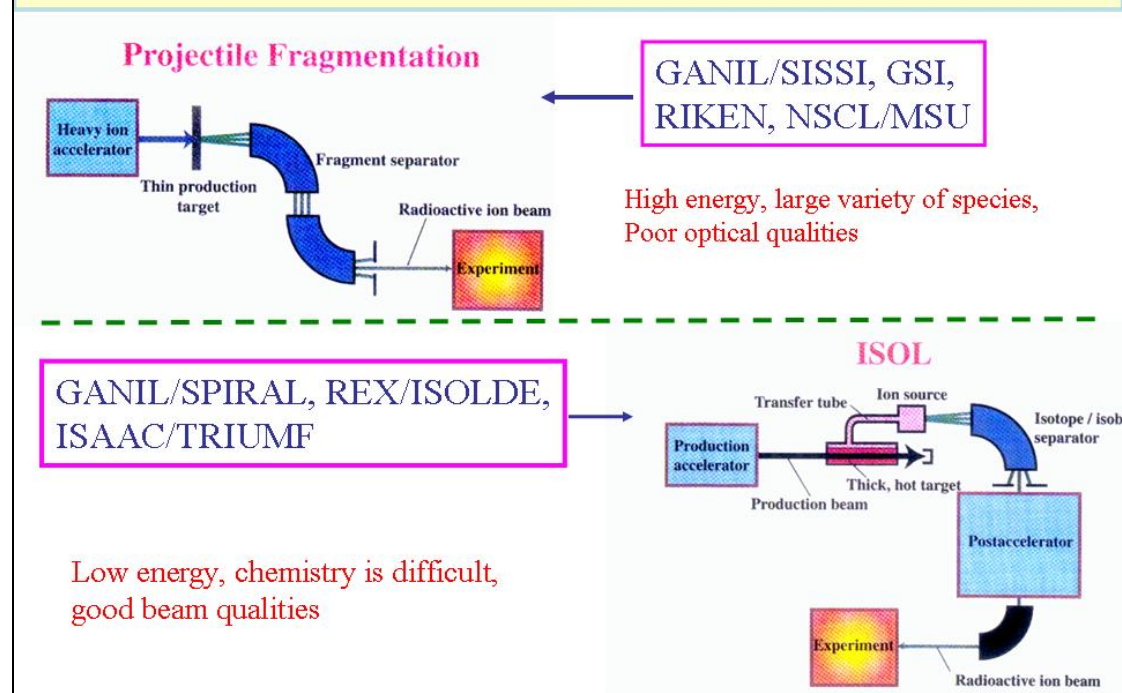 Projectile Fragmentation
GANIL/SISSI, GSI,
RIKEN, NSCL/MSU
Heavy ion
accelerator
Fragment separator
Thin production
target
Radioactive ion beam
Experiment
High energy, large variety of species,
Poor optical qualities
GANIL/SPIRAL, REX/ISOLDE,
ISAAC/TRIUMF
ISOL
Transfer tube
Ion source
Isotope / isob
separator
Production
accelerator
Thick, hot target
Production beam
Postaccelerator
Low energy, chemistry is difficult,
good beam qualities
Experiment
Radioactive ion beam